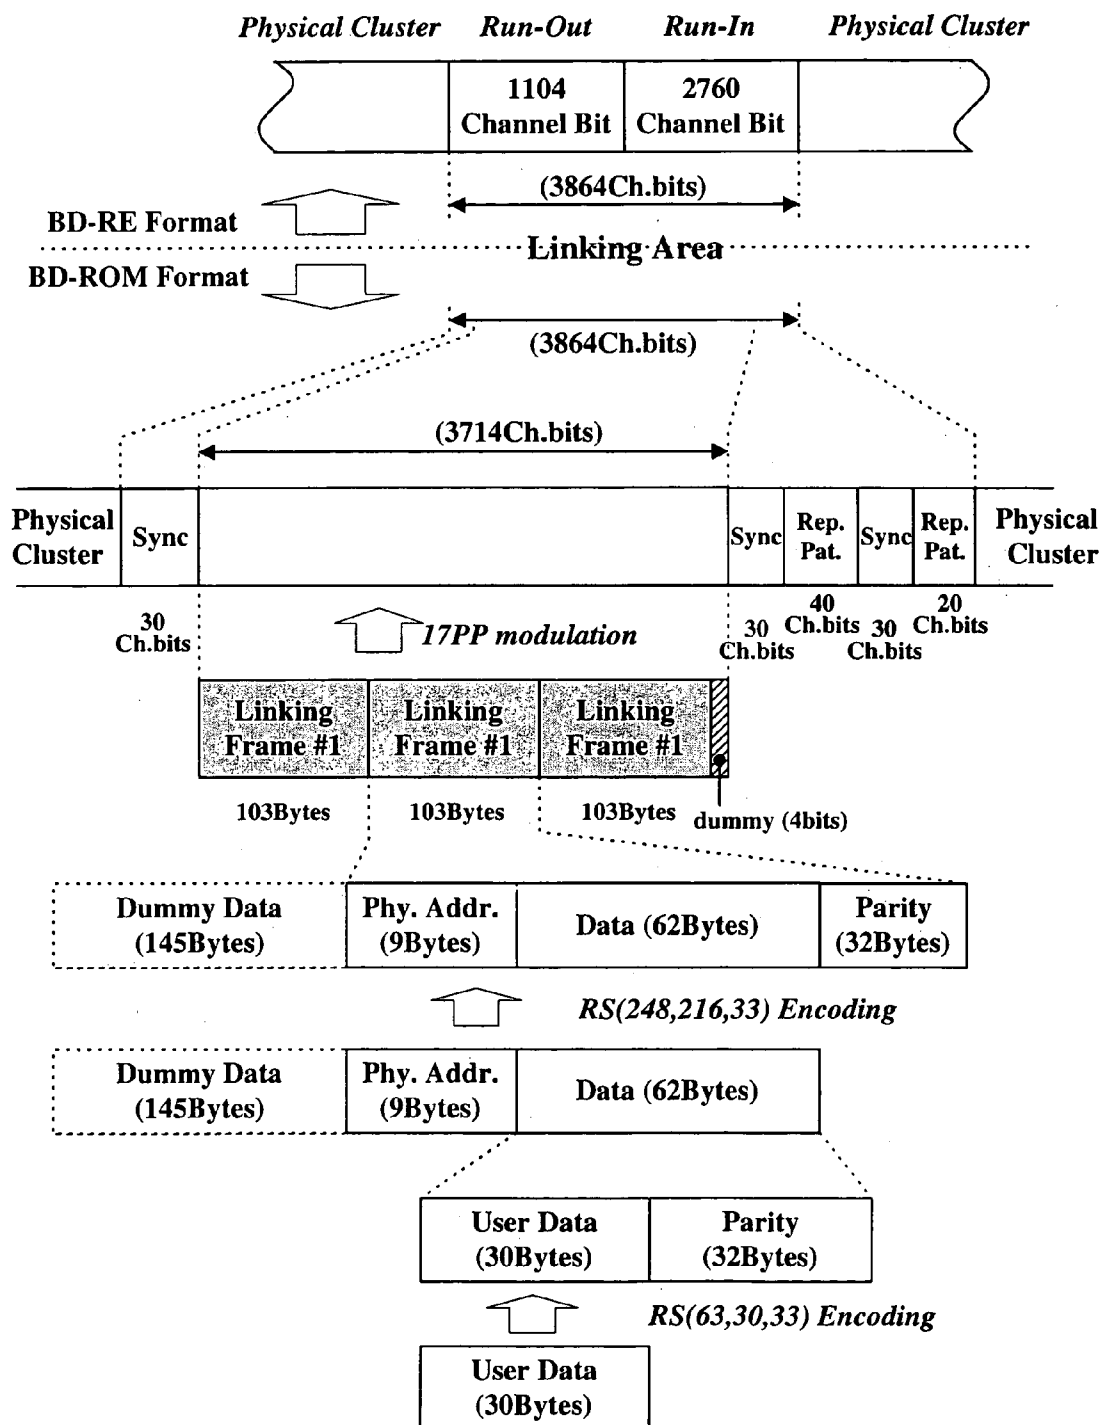 Physical Cluster Run-Out Run-In Physical Cluster
1104 2760
Channel Bit Channel Bit
(3864Ch.bits)
BD-RE Format
Linking Area
BD-ROM Format
(3864Ch.bits)
(3714Ch.bits)
Physical Cluster
Sync
Sync
Rep. Pat.
Sync
Rep. Pat.
Physical Cluster
30 Ch.bits
17PP modulation
30 Ch.bits
40 Ch.bits
30 Ch.bits
20 Ch.bits
Linking Linking Linking
Frame #1 Frame #1 Frame #1
103Bytes 103Bytes 103Bytes dummy (4bits)
Dummy Data Phy. Addr. Data (62Bytes) Parity
(145Bytes) (9Bytes) (32Bytes)
RS(248,216,33) Encoding
Dummy Data Phy. Addr. Data (62Bytes)
(145Bytes) (9Bytes)
User Data Parity
(30Bytes) (32Bytes)
RS(63,30,33) Encoding
User Data
(30Bytes)